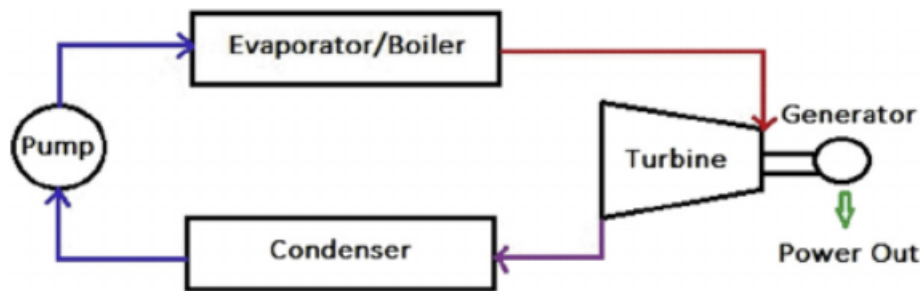 Evaporator/Boiler
Generator
Pump
Turbine
Condenser
Power Out